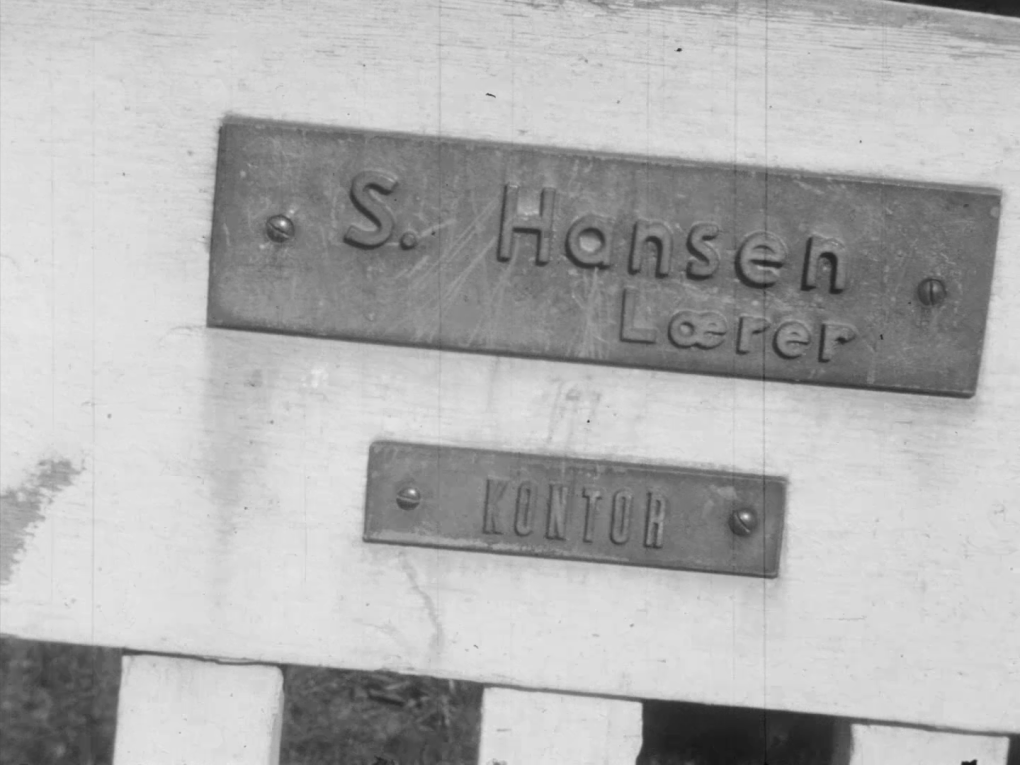 S. Hansen
Lærer
KONTOR